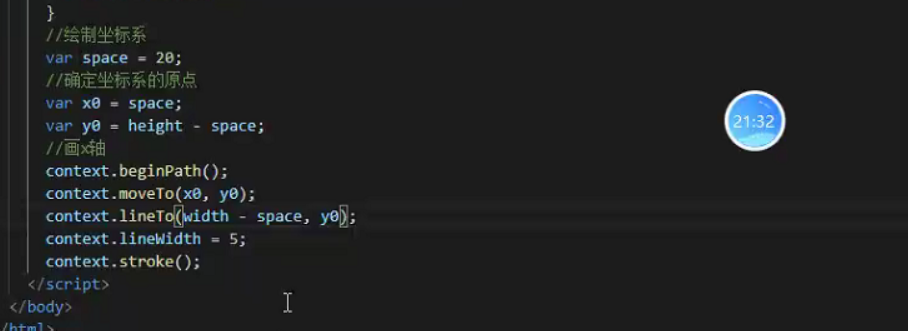 }
//绘制坐标系
var space = 20;
//确定坐标系的原点
var x0 = space;
var y0 = height - space;
//画x轴
context.beginPath();
context.moveTo(x0, y0);
context.lineTo(width - space, y0);
context.lineWidth = 5;
context.stroke();
</script>
</body>
/html>
21:32